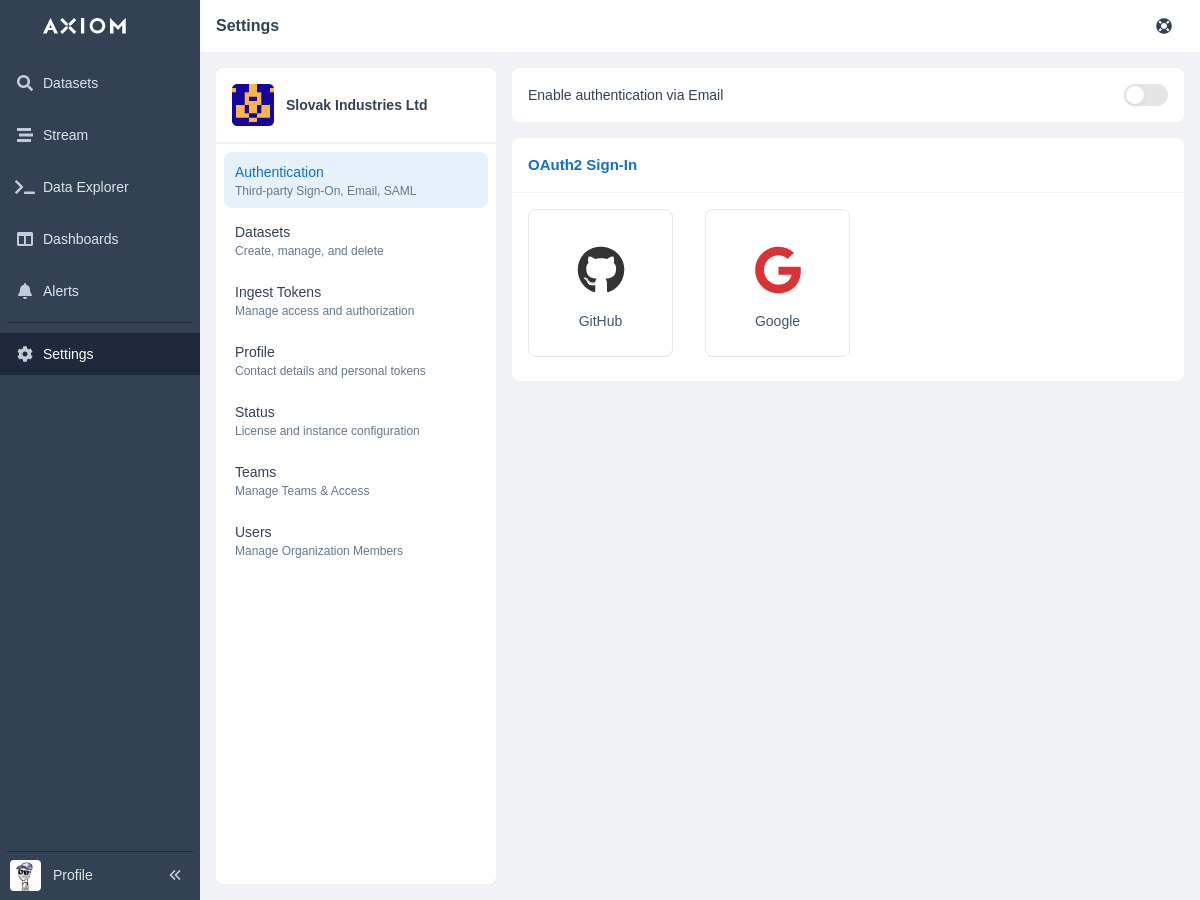 AXIOM
Datasets
Stream
Data Explorer
Dashboards
Alerts
Settings
Profile
Settings
Slovak Industries Ltd
Authentication
Third-party Sign-On, Email, SAML
Datasets
Create, manage, and delete
Ingest Tokens
Manage access and authorization
Profile
Contact details and personal tokens
Status
License and instance configuration
Teams
Manage Teams & Access
Users
Manage Organization Members
Enable authentication via Email
OAuth2 Sign-In
GitHub
Google